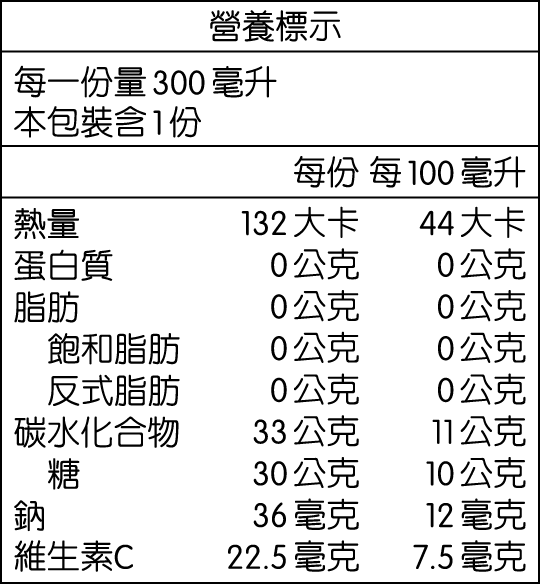 營養標示
每一份量 300 毫升
本包裝含 1 份
每份 每 100 毫升
熱量 132 大卡 44 大卡
蛋白質 0 公克 0 公克
脂肪 0 公克 0 公克
飽和脂肪 0 公克 0 公克
反式脂肪 0 公克 0 公克
碳水化合物 33 公克 11 公克
糖 30 公克 10 公克
鈉 36 毫克 12 毫克
維生素C 22.5 毫克 7.5 毫克